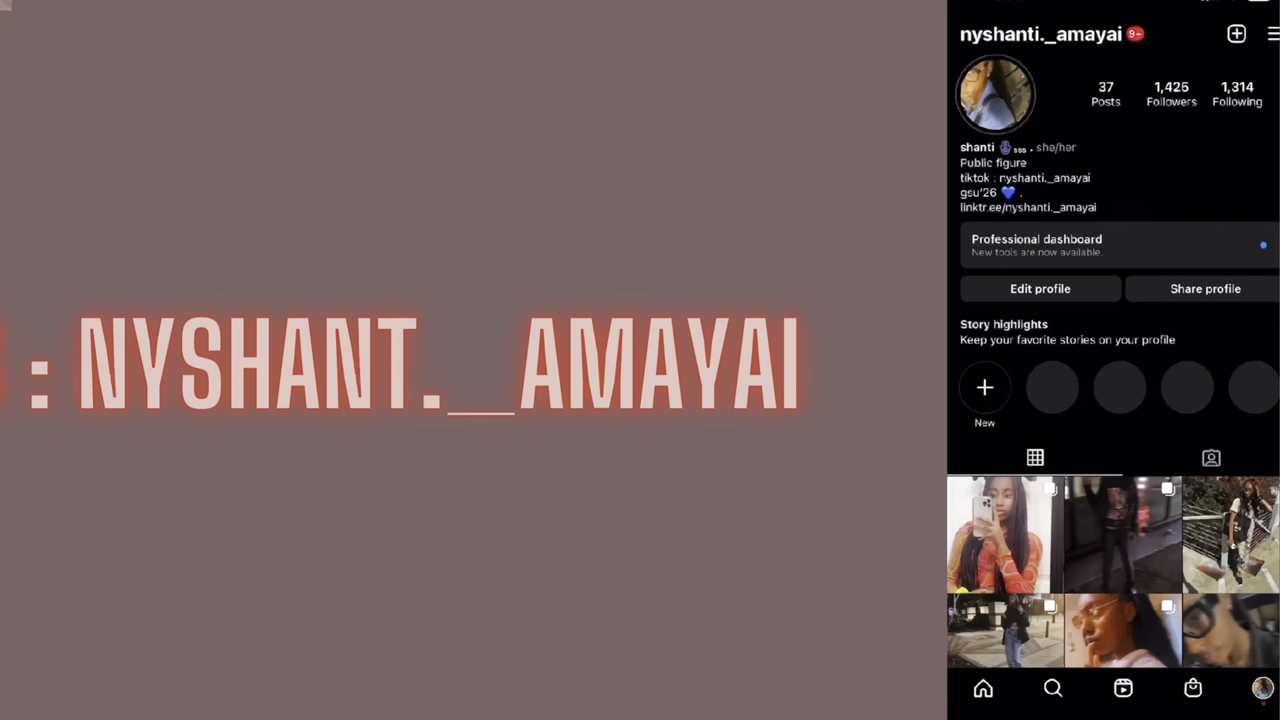 : NYSHANT.__AMAYAI
nyshanti._amayai 9+
37 1,425 1,314
Posts Followers Following
shanti . she/her
Public figure
tiktok : nyshanti._amayai
gsu'26 💙 .
linktr.ee/nyshanti._amayai
Professional dashboard
New tools are now available.
Edit profile Share profile
Story highlights
Keep your favorite stories on your profile
New